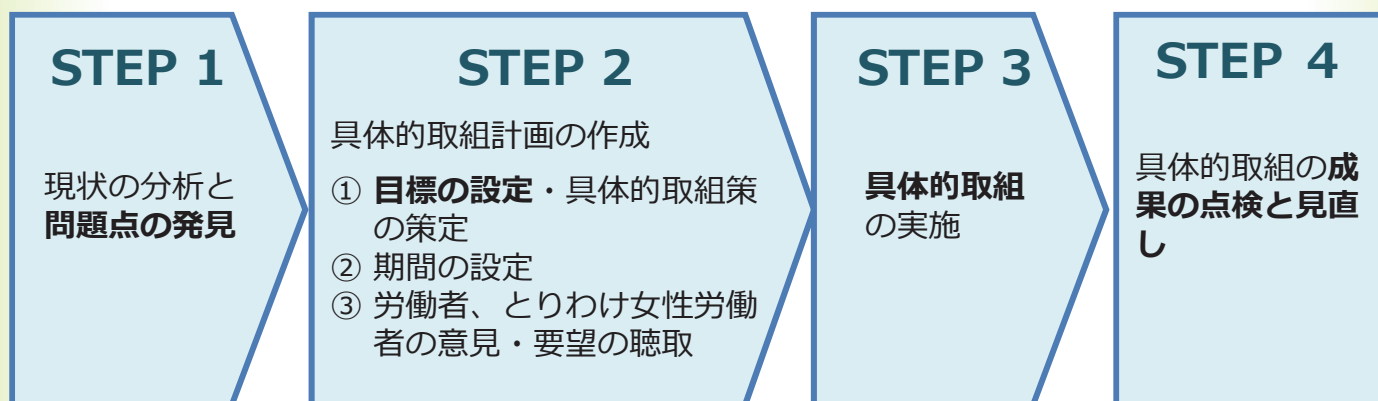 STEP 1
現状の分析と
問題点の発見
STEP 2
具体的取組計画の作成
① 目標の設定・具体的取組策
の策定
② 期間の設定
③ 労働者、とりわけ女性労働
者の意見・要望の聴取
STEP 3
具体的取組
の実施
STEP ４
具体的取組の成
果の点検と見直
し